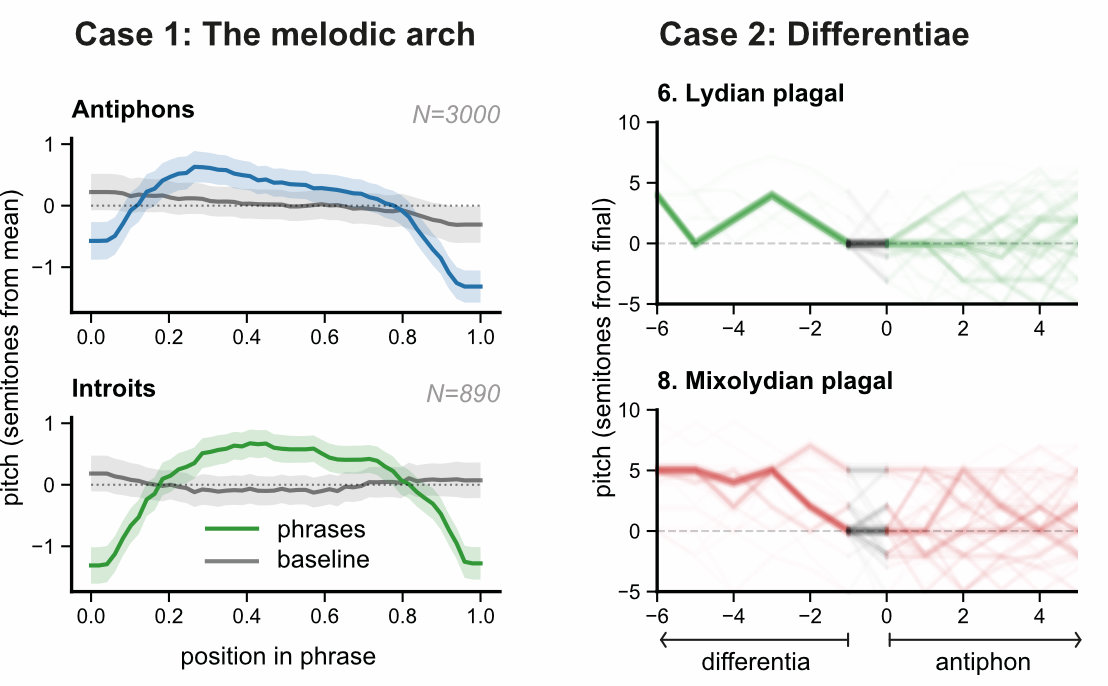 Case 1: The melodic arch
Case 2: Differentiae
Antiphons
N=3000
1
0
−1
0.0 0.2 0.4 0.6 0.8 1.0
Introits
N=890
1
0
−1
phrases
baseline
0.0 0.2 0.4 0.6 0.8 1.0
position in phrase
pitch (semitones from mean)
6. Lydian plagal
10
5
0
−5
−6 −4 −2 0 2 4
8. Mixolydian plagal
10
5
0
−5
−6 −4 −2 0 2 4
differentia
antiphon
pitch (semitones from final)